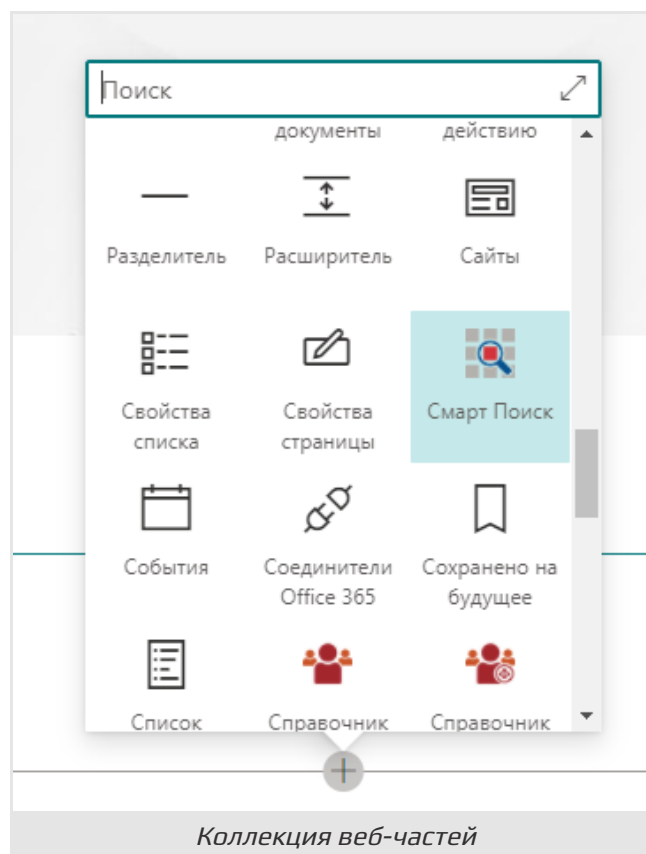 Поиск
документы действию
Разделитель Расширитель Сайты
Свойства Свойства Смарт Поиск
списка страницы
События Соединители Сохранено на
Office 365 будущее
Список Справочник Справочник
Коллекция веб-частей